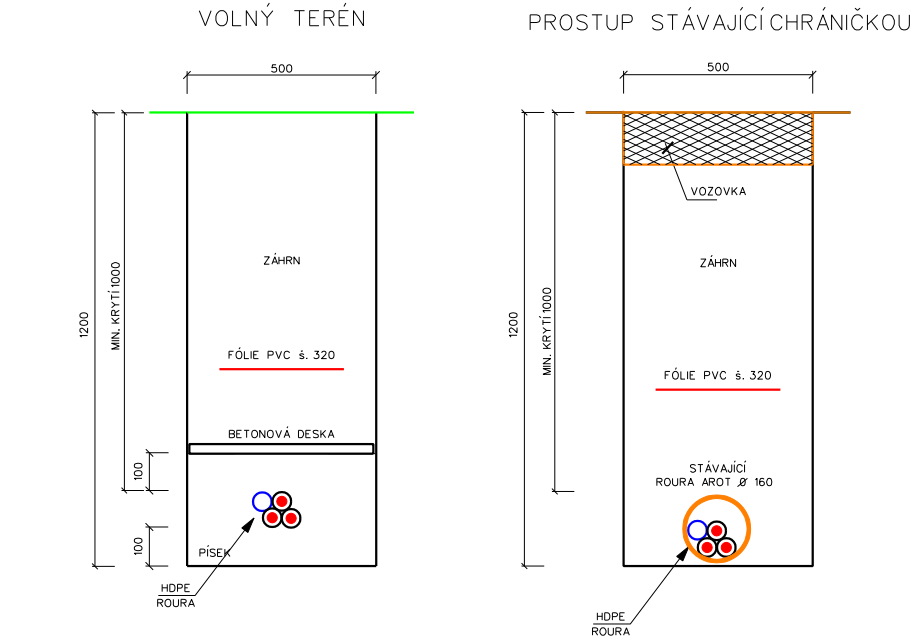 VOLNÝ TERÉN
500
1200
MIN. KRYTÍ 1000
ZÁHRN
FÓLIE PVC š. 320
BETONOVÁ DESKA
100
100
PÍSEK
HDPE
ROURA
PROSTUP STÁVAJÍCÍ CHRÁNIČKOU
500
VOZOVKA
1200
MIN. KRYTÍ 1000
ZÁHRN
FÓLIE PVC š. 320
STÁVAJÍCÍ
ROURA AROT Ø 160
HDPE
ROURA